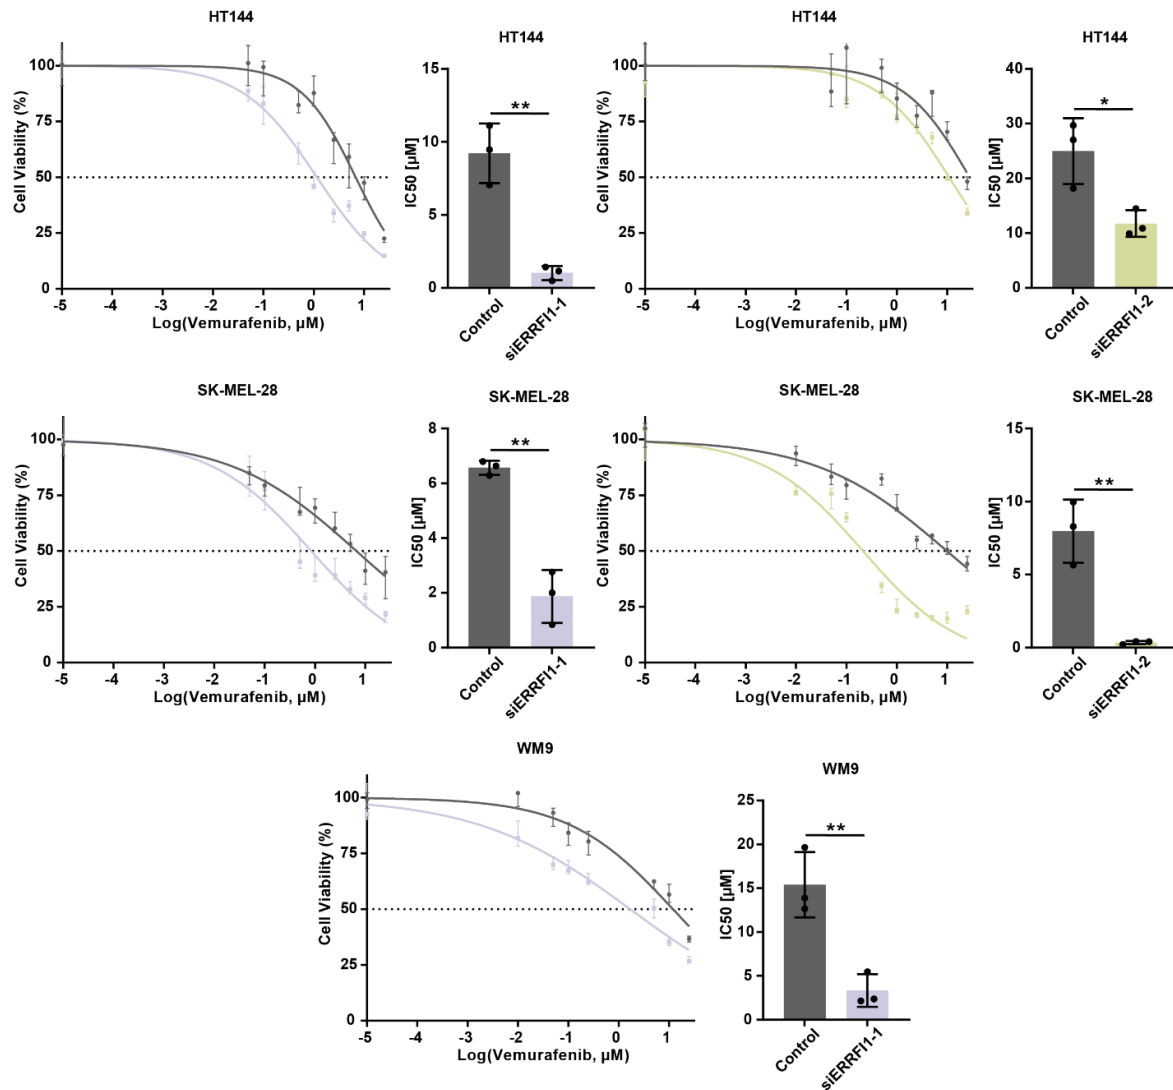 HT144
Cell Viability (%)
100
75
50
25
0
-5 -4 -3 -2 -1 0 1
Log(Vemurafenib, µM)
HT144
IC50 [µM]
15
10
5
0
**
Control
siERRFI1-1
HT144
Cell Viability (%)
100
75
50
25
0
-5 -4 -3 -2 -1 0 1
Log(Vemurafenib, µM)
HT144
IC50 [µM]
40
30
20
10
0
*
Control
siERRFI1-2
SK-MEL-28
Cell Viability (%)
100
75
50
25
0
-5 -4 -3 -2 -1 0 1
Log(Vemurafenib, µM)
SK-MEL-28
IC50 [µM]
8
6
4
2
0
**
Control
siERRFI1-1
SK-MEL-28
Cell Viability (%)
100
75
50
25
0
-5 -4 -3 -2 -1 0 1
Log(Vemurafenib, µM)
SK-MEL-28
IC50 [µM]
15
10
5
0
**
Control
siERRFI1-2
WM9
Cell Viability (%)
100
75
50
25
0
-5 -4 -3 -2 -1 0 1
Log(Vemurafenib, µM)
WM9
IC50 [µM]
25
20
15
10
5
0
**
Control
siERRFI1-1